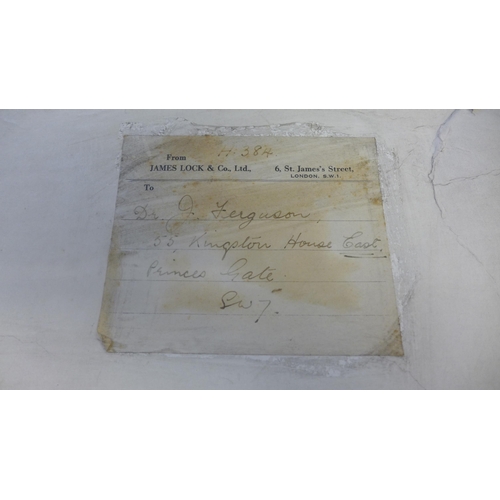 H.384
From
JAMES LOCK & Co., Ltd., 6, St. James's Street,
LONDON, S.W.1.
To
Dr. J. Ferguson,
53, Kingston House East,
Princes Gate.
SW7.